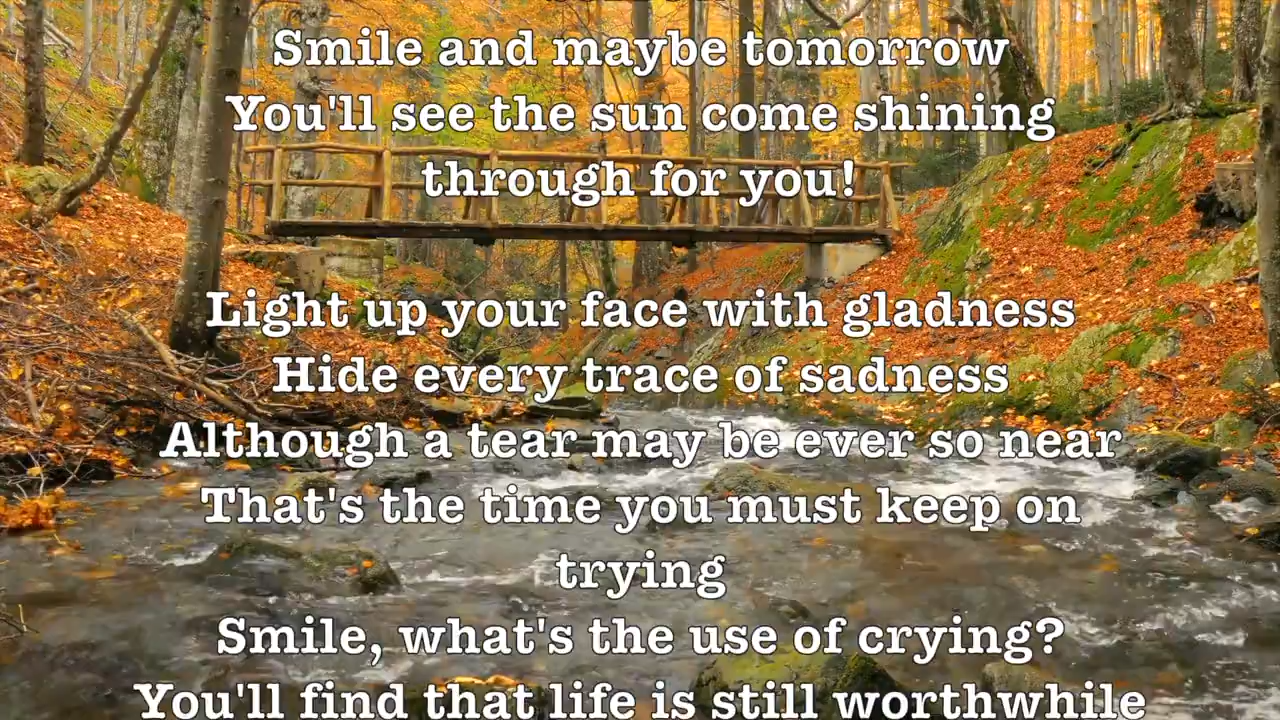 Smile and maybe tomorrow
You'll see the sun come shining
through for you!
Light up your face with gladness
Hide every trace of sadness
Although a tear may be ever so near
That's the time you must keep on
trying
Smile, what's the use of crying?
You'll find that life is still worthwhile